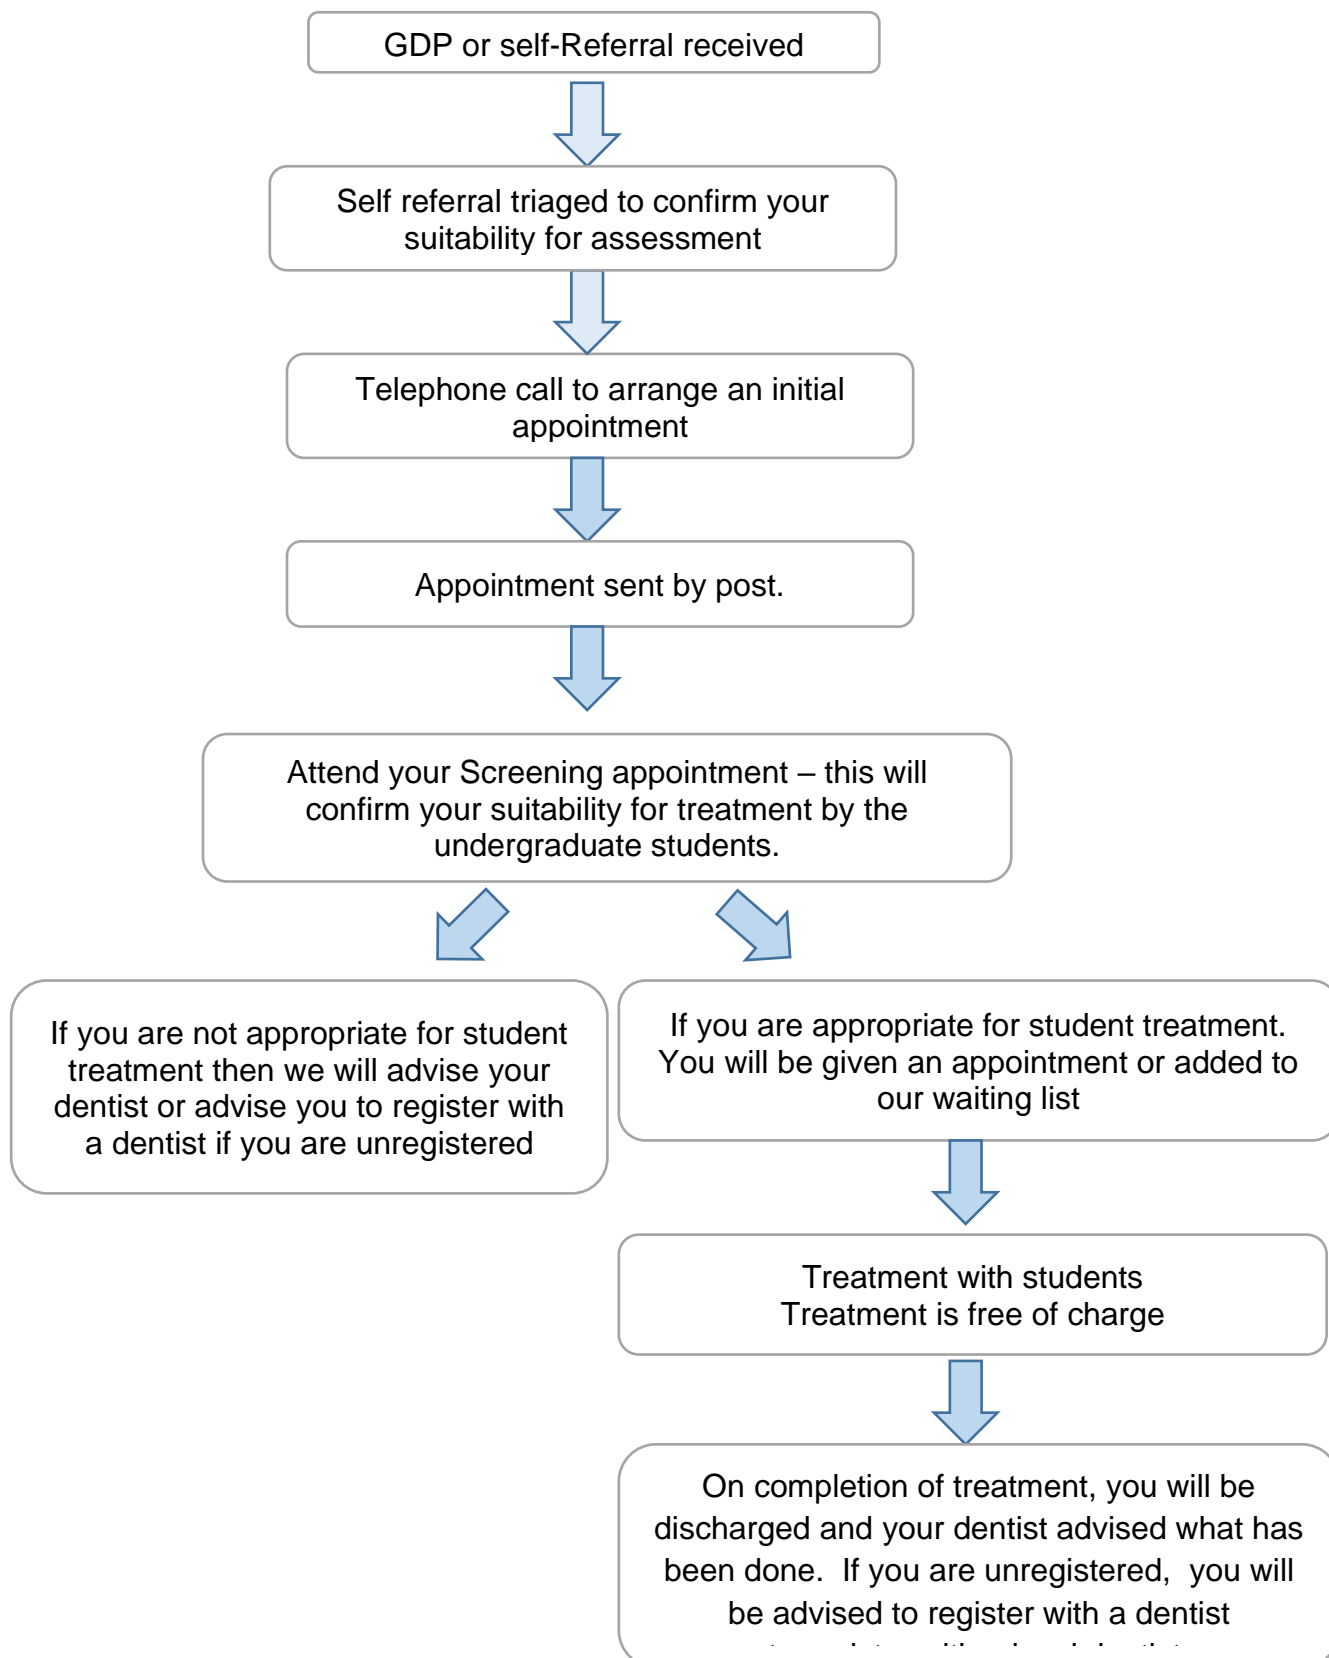 GDP or self-Referral received
Self referral triaged to confirm your
suitability for assessment
Telephone call to arrange an initial
appointment
Appointment sent by post.
Attend your Screening appointment – this will
confirm your suitability for treatment by the
undergraduate students.
If you are not appropriate for student
treatment then we will advise your
dentist or advise you to register with
a dentist if you are unregistered
If you are appropriate for student treatment.
You will be given an appointment or added to
our waiting list
Treatment with students
Treatment is free of charge
On completion of treatment, you will be
discharged and your dentist advised what has
been done.  If you are unregistered,  you will
be advised to register with a dentist